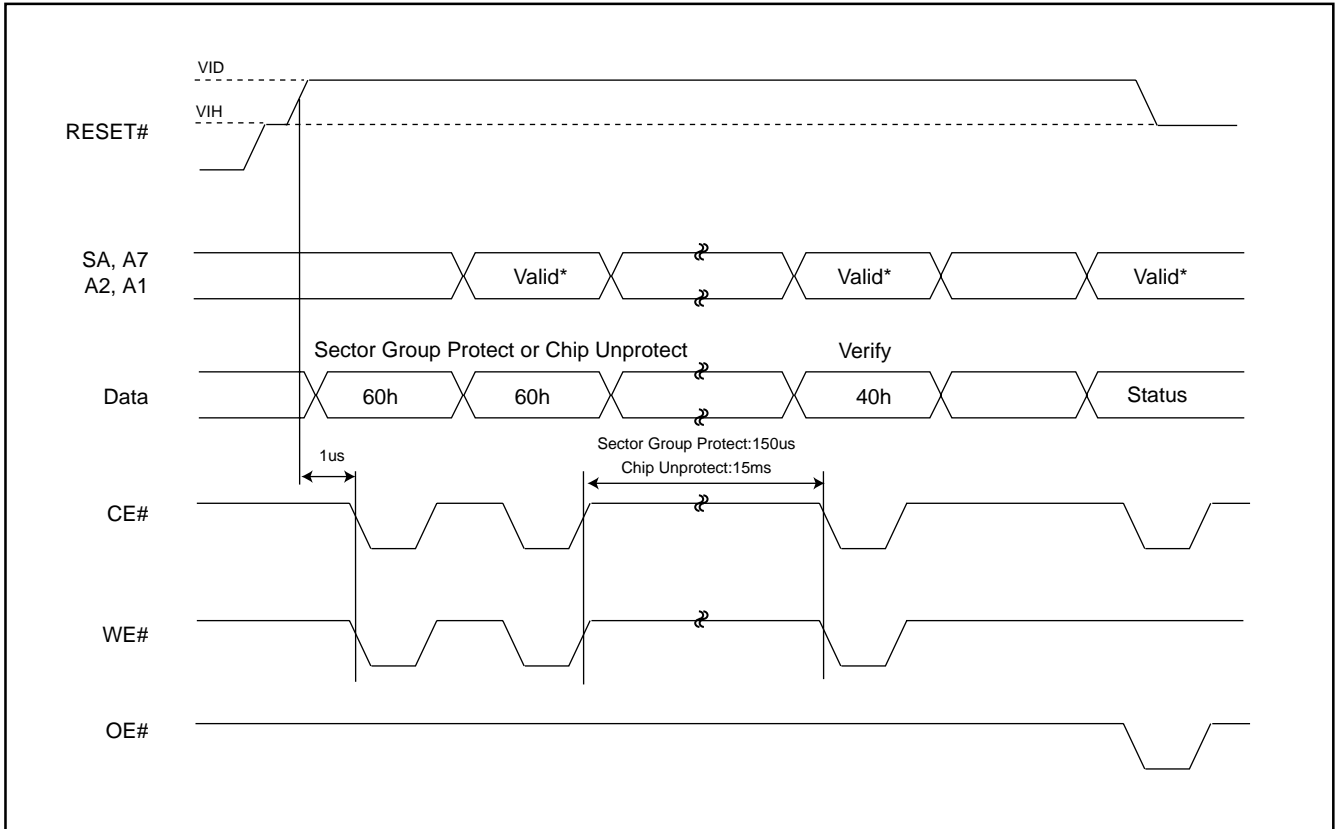 VID
VIH
RESET#
SA, A7
A2, A1
Valid*
Valid*
Valid*
Sector Group Protect or Chip Unprotect
Verify
Data
60h
60h
40h
Status
Sector Group Protect:150us
1us
Chip Unprotect:15ms
CE#
WE#
OE#